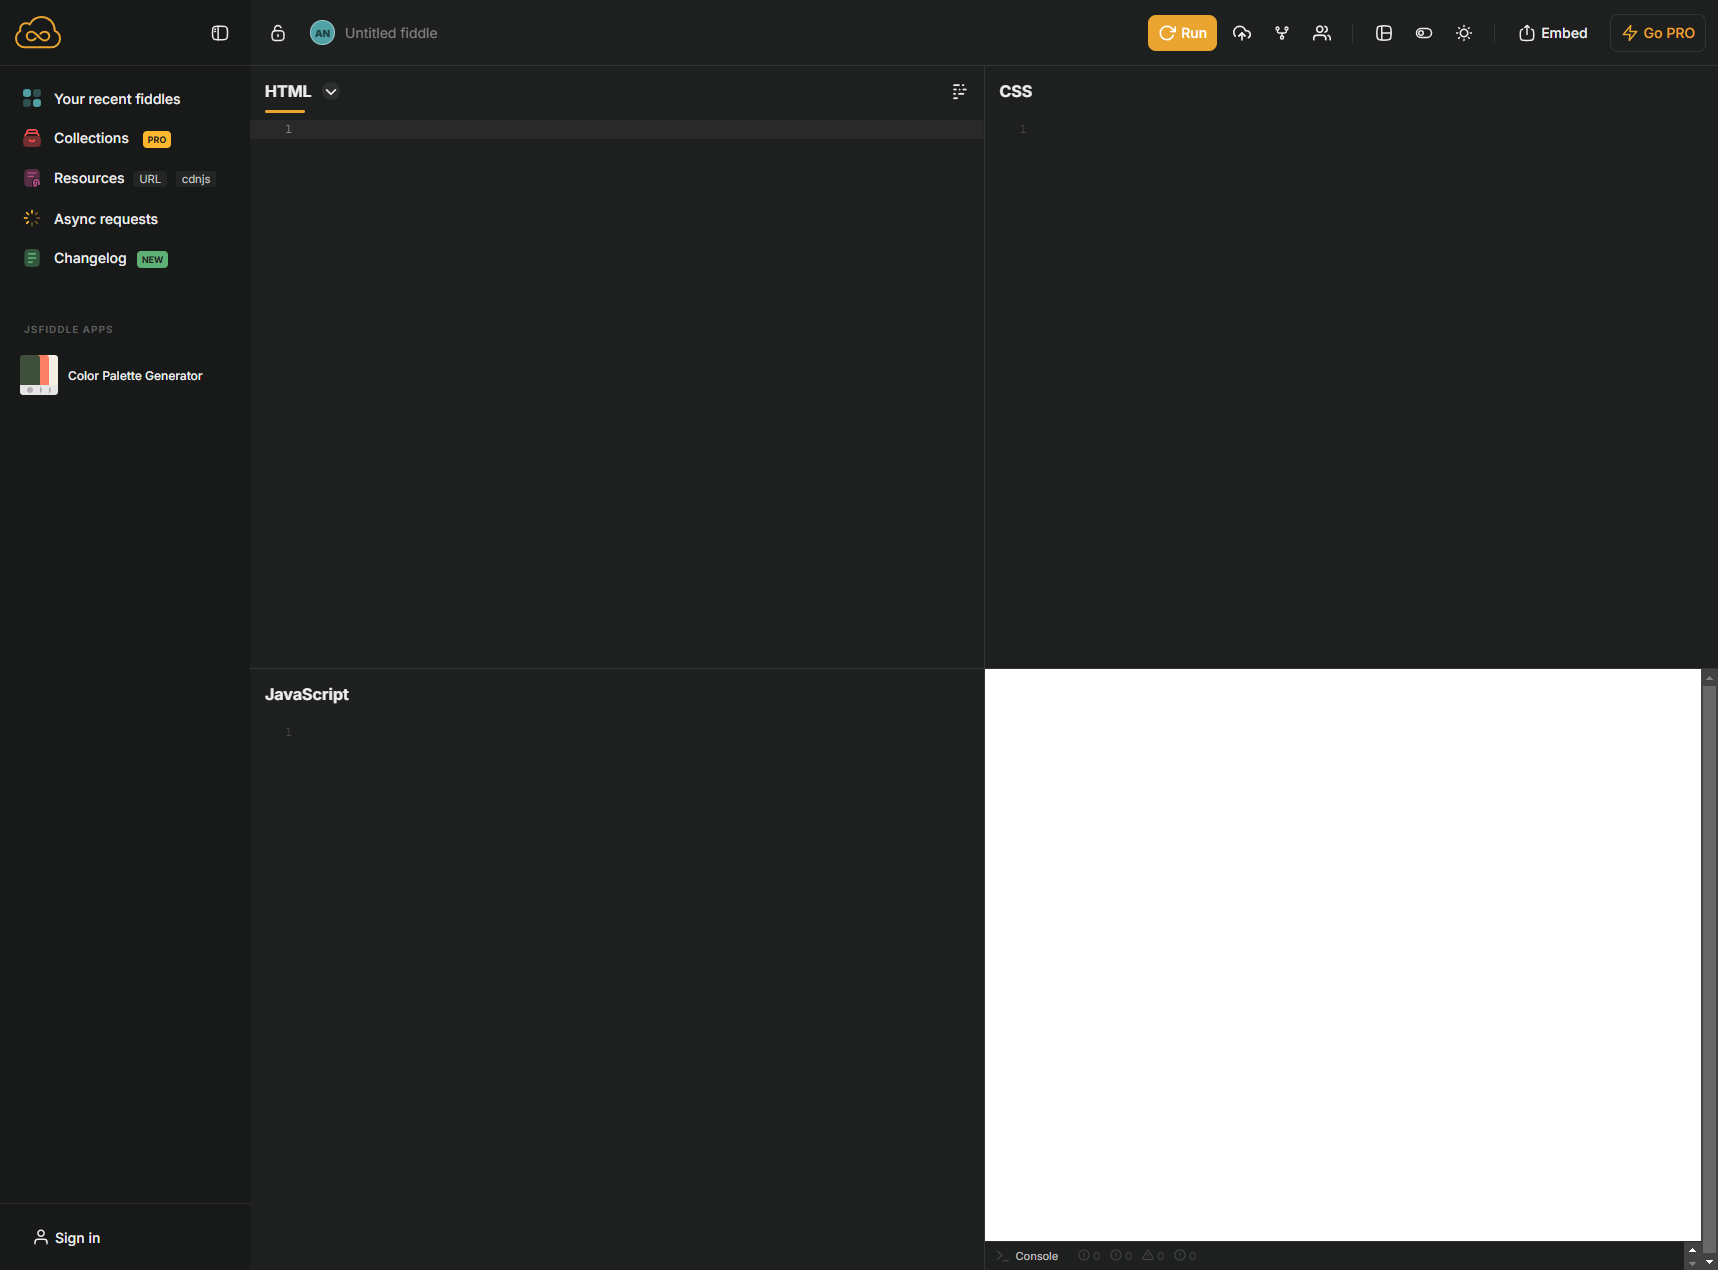 AN Untitled fiddle
Run
Embed
Go PRO
Your recent fiddles
Collections PRO
Resources URL cdnjs
Async requests
Changelog NEW
JSFIDDLE APPS
Color Palette Generator
Sign in
HTML
1
CSS
1
JavaScript
1
>_ Console 0 0 0 0